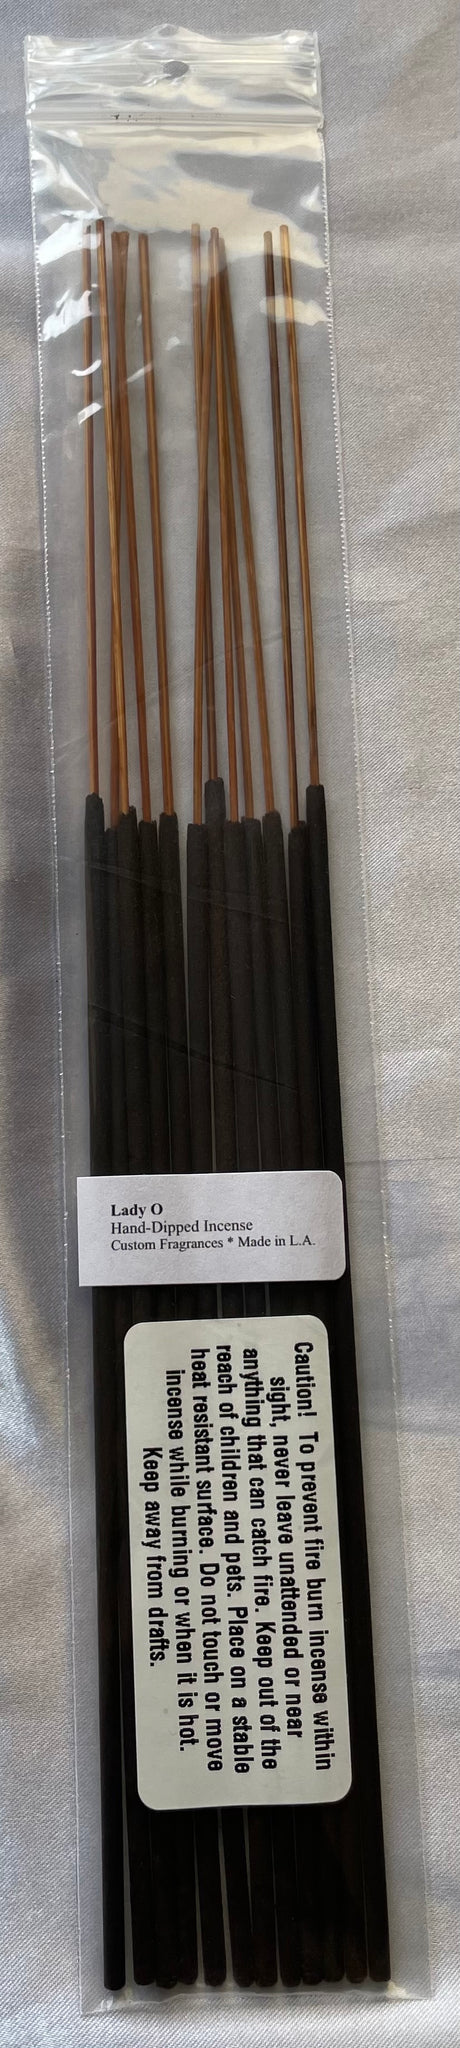 Lady O
Hand-Dipped Incense
Custom Fragrances * Made in L.A.
Caution!  To prevent fire burn incense within
sight, never leave unattended or near
anything that can catch fire. Keep out of the
reach of children and pets. Place on a stable
heat resistant surface. Do not touch or move
incense while burning or when it is hot.
Keep away from drafts.